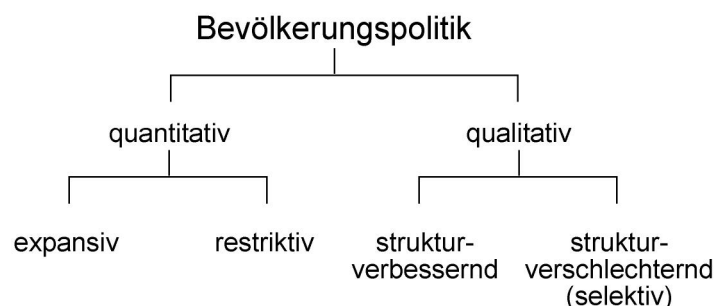 Bevölkerungspolitik
quantitativ
qualitativ
expansiv
restriktiv
struktur-
verbessernd
struktur-
verschlechternd
(selektiv)